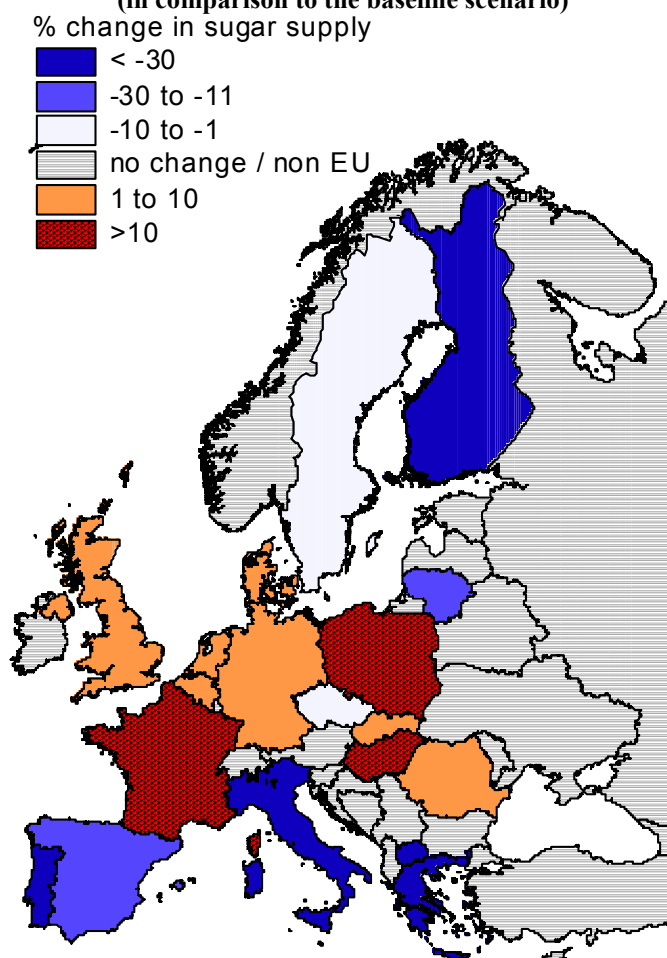 (in comparison to the baseline scenario)
% change in sugar supply
< -30
-30 to -11
-10 to -1
no change / non EU
1 to 10
>10